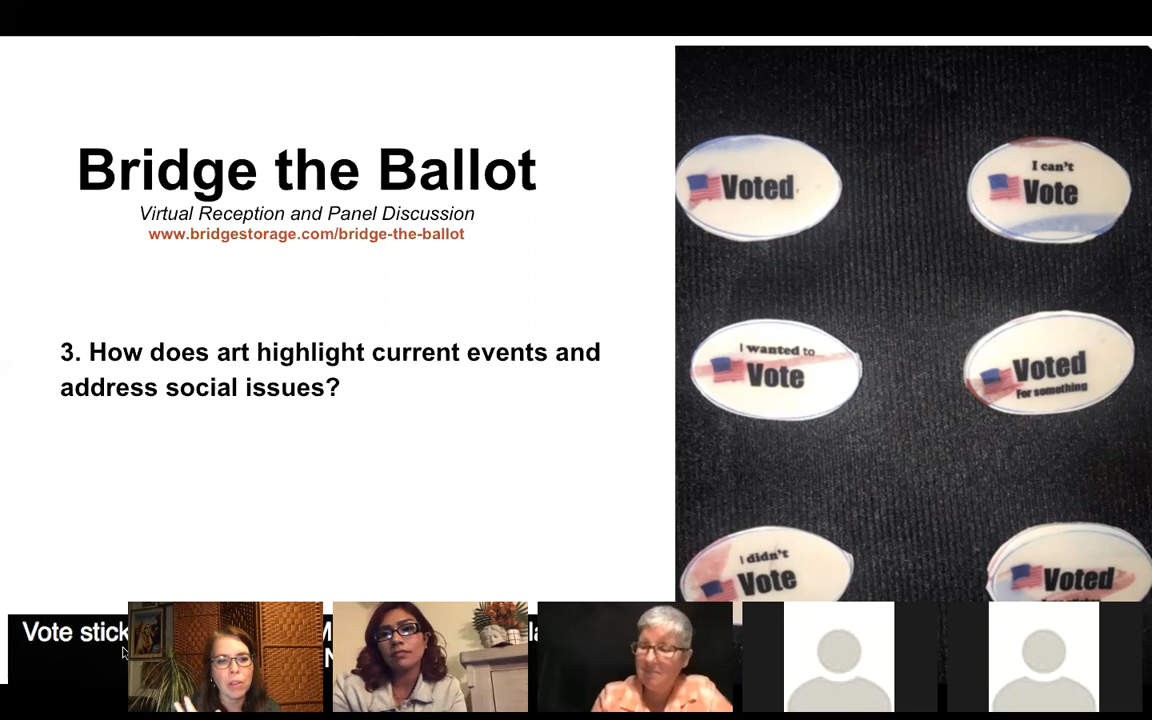 Bridge the Ballot
Virtual Reception and Panel Discussion
www.bridgestorage.com/bridge-the-ballot
3. How does art highlight current events and
address social issues?
Voted
I can't
Vote
I wanted to
Vote
Voted
For something
I didn't
Vote
Voted
Vote stick